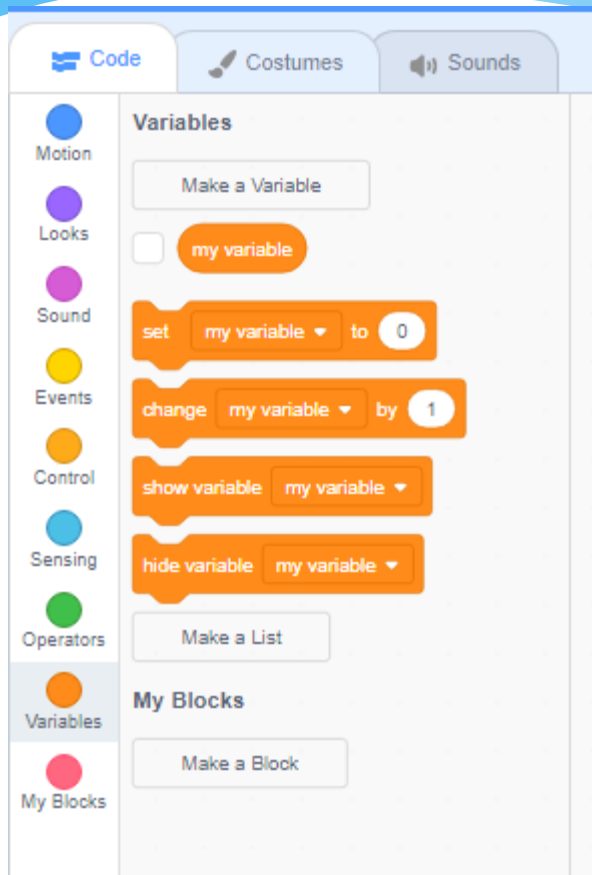 Code Costumes Sounds
Motion
Looks
Sound
Events
Control
Sensing
Operators
Variables
My Blocks
Variables
Make a Variable
my variable
set my variable to 0
change my variable by 1
show variable my variable
hide variable my variable
Make a List
My Blocks
Make a Block